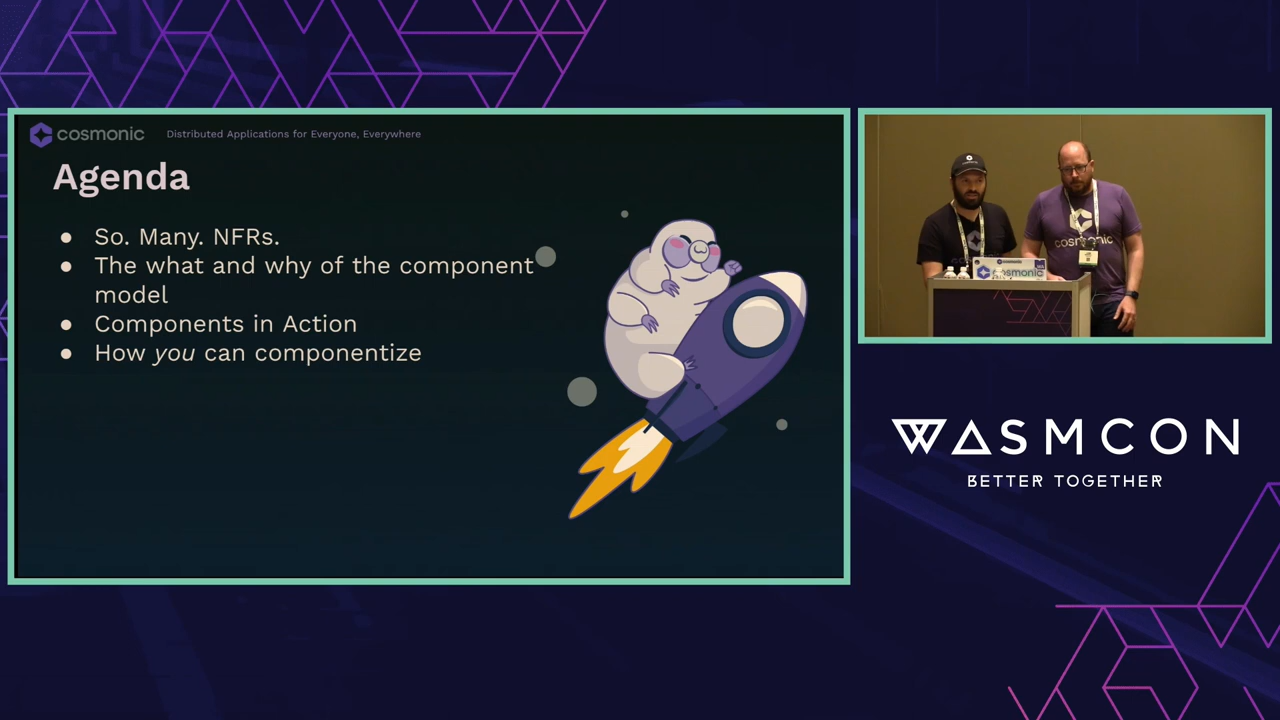 cosmonic Distributed Applications for Everyone, Everywhere
Agenda
● So. Many. NFRs.
● The what and why of the component
model
● Components in Action
● How you can componentize
cosmonic
cosmonic
WASMCON
BETTER TOGETHER